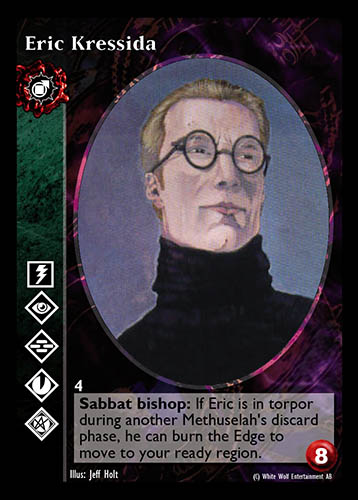 Eric Kressida
4
Sabbat bishop: If Eric is in torpor
during another Methuselah's discard
phase, he can burn the Edge to
move to your ready region.
8
Illus: Jeff Holt
(C) White Wolf Entertainment AB